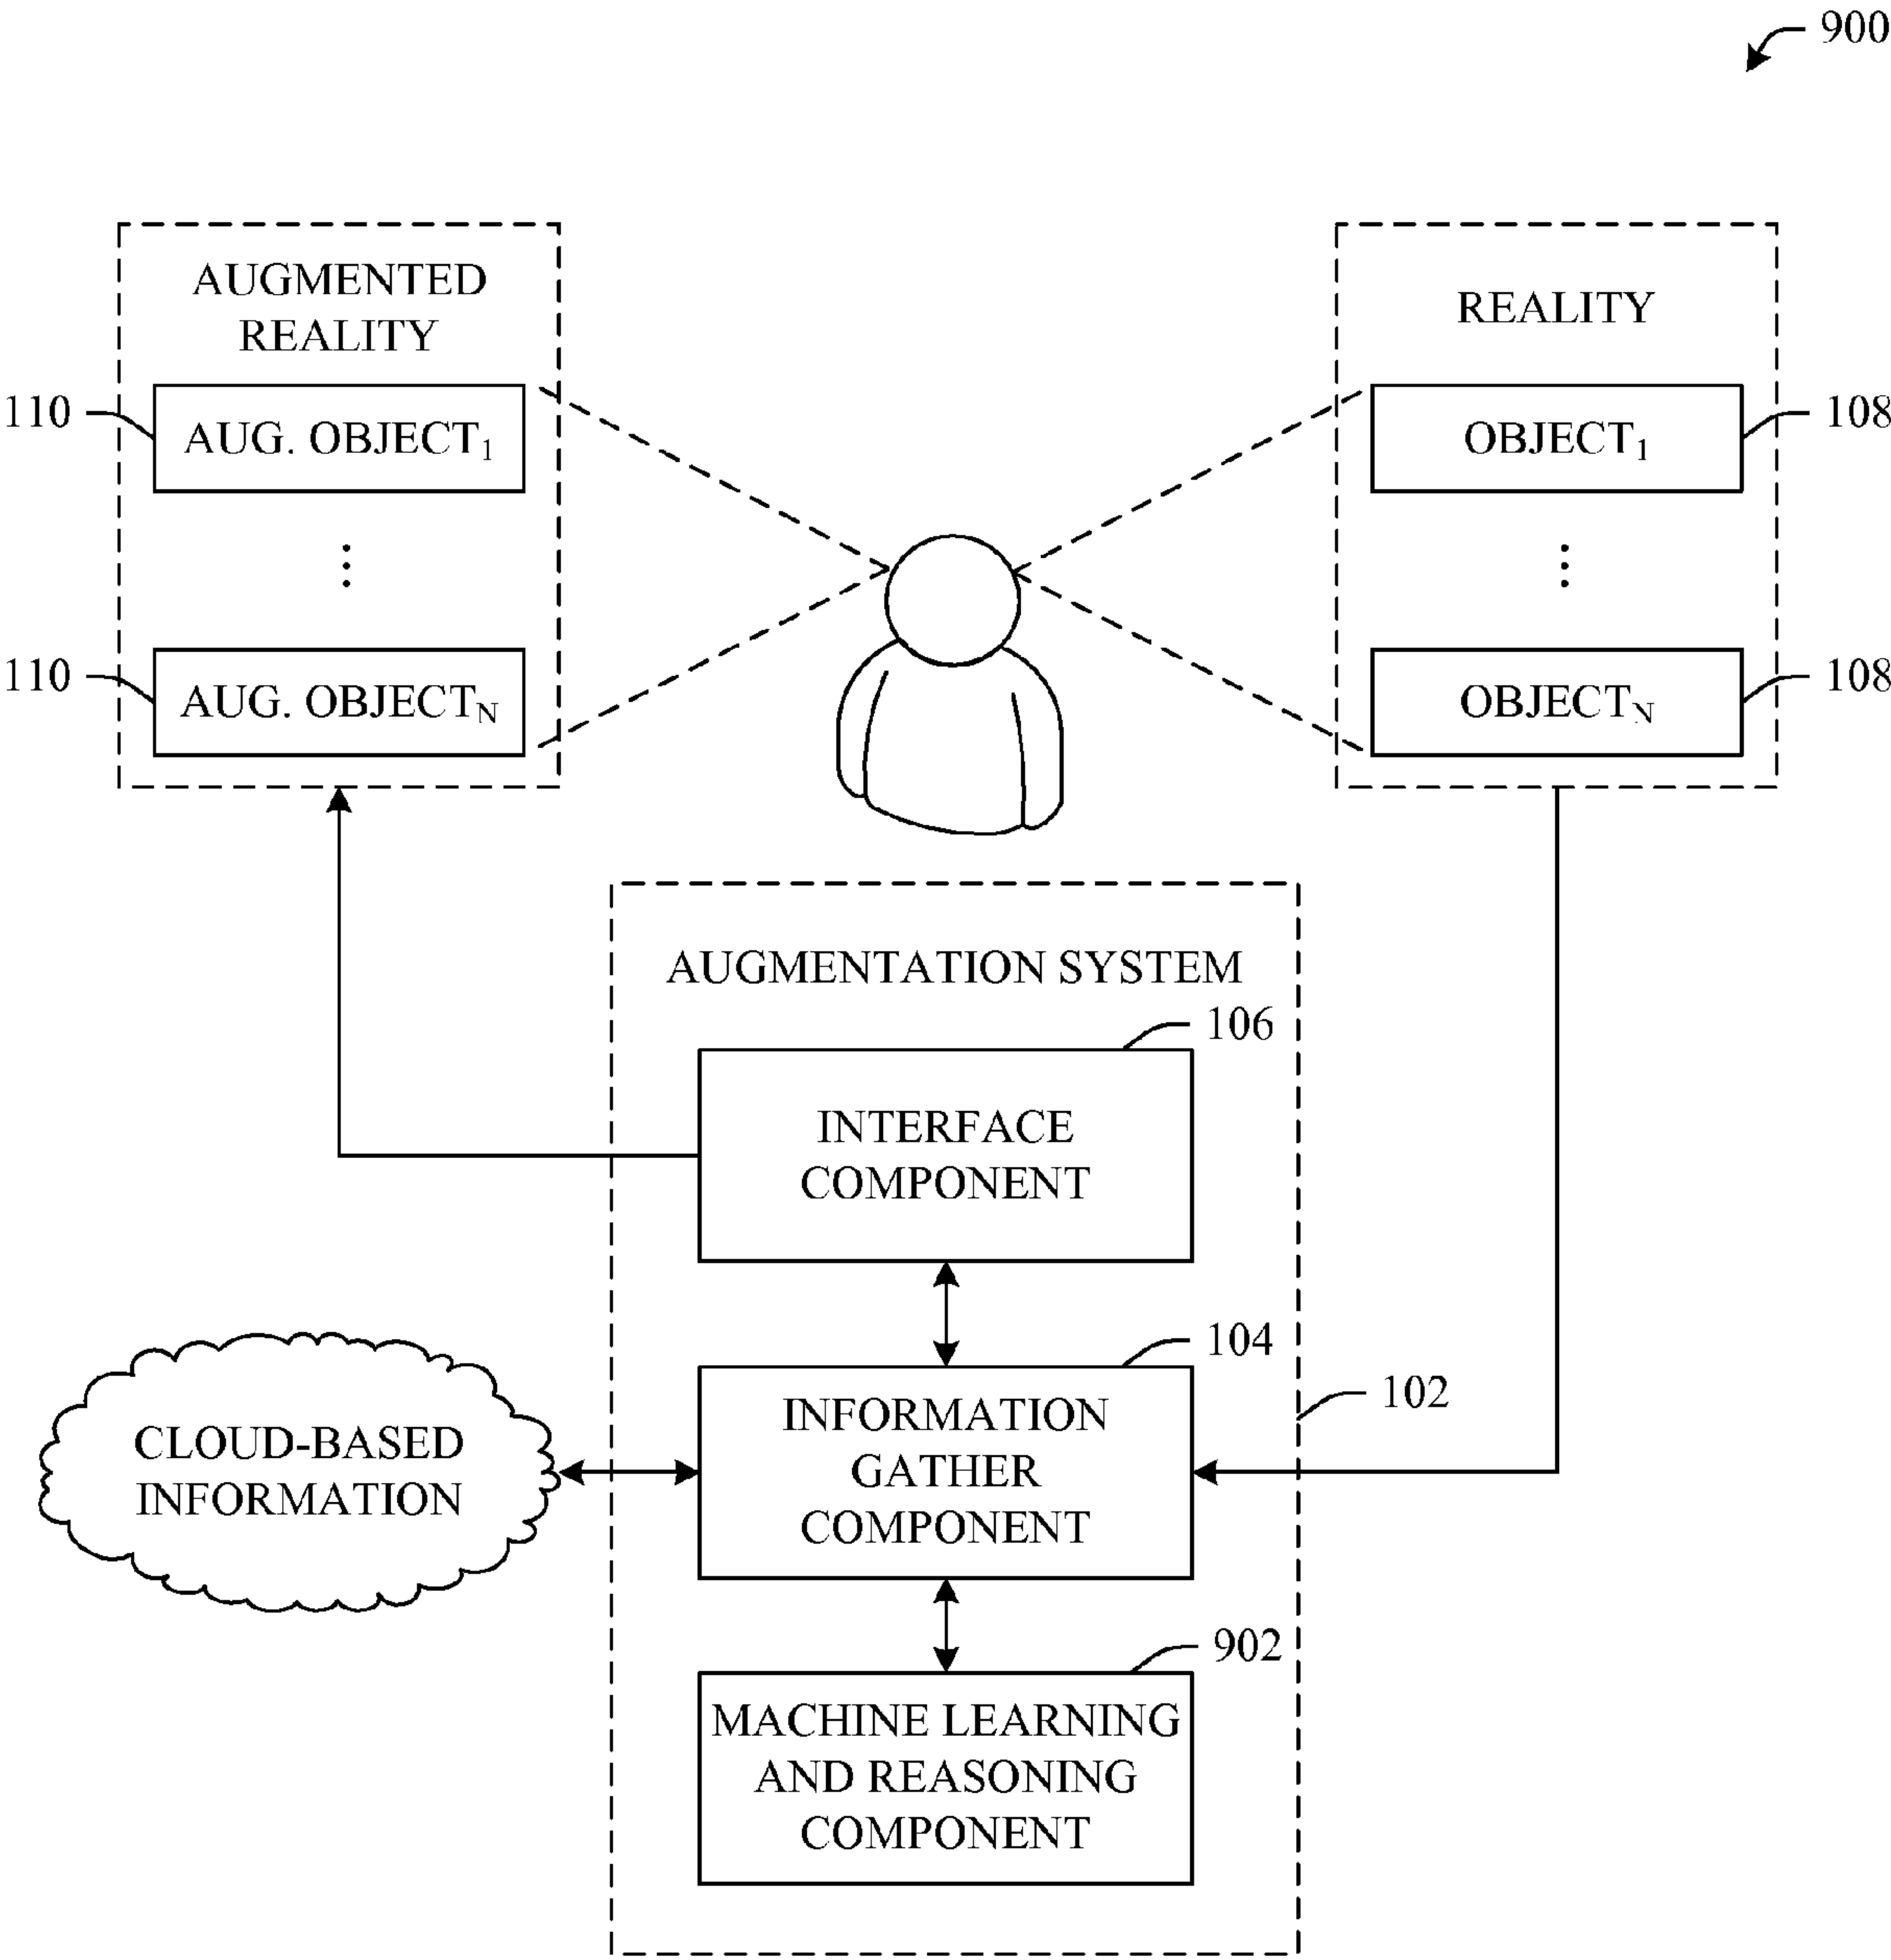 900
AUGMENTED
REALITY
110
AUG. OBJECT1
110
AUG. OBJECTN
REALITY
OBJECT1
108
OBJECTN
108
AUGMENTATION SYSTEM
106
INTERFACE
COMPONENT
104
INFORMATION
GATHER
COMPONENT
102
CLOUD-BASED
INFORMATION
902
MACHINE LEARNING
AND REASONING
COMPONENT